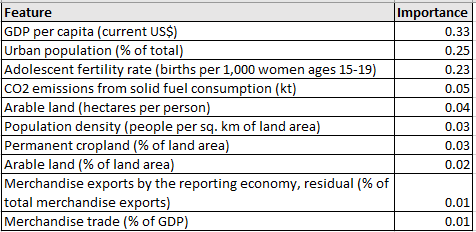 Feature Importance
GDP per capita (current US$) 0.33
Urban population (% of total) 0.25
Adolescent fertility rate (births per 1,000 women ages 15-19) 0.23
CO2 emissions from solid fuel consumption (kt) 0.05
Arable land (hectares per person) 0.04
Population density (people per sq. km of land area) 0.03
Permanent cropland (% of land area) 0.03
Arable land (% of land area) 0.02
Merchandise exports by the reporting economy, residual (% of
total merchandise exports) 0.01
Merchandise trade (% of GDP) 0.01